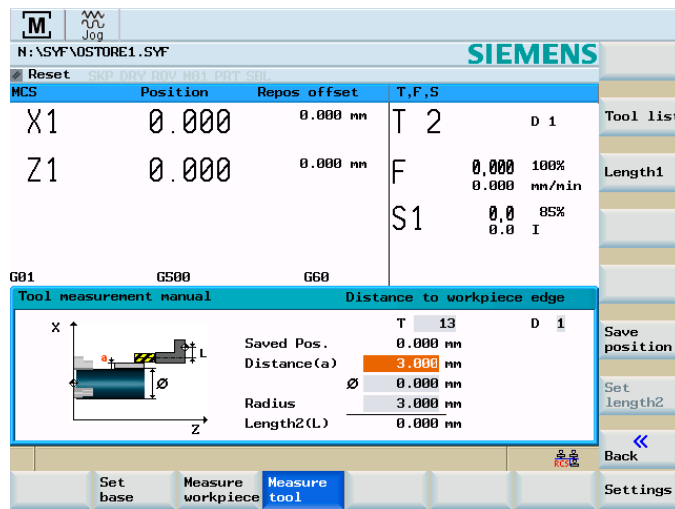 M
Jog
N:\SYF\0STORE1.SYF
SIEMENS
Reset SKP DRY ROV M01 PRT SBL
MCS Position Repos offset T,F,S
X1 0.000 0.000 mm T 2 D 1
Tool lis
Z1 0.000 0.000 mm F 0,000 100%
0.000 mm/min
Length1
S1 0,0 85%
0.0 I
G01 G500 G60
Tool measurement manual Distance to workpiece edge
X
a
L
Ø
Z
T 13 D 1
Saved Pos. 0.000 mm
Distance(a) 3.000 mm
Ø 0.000 mm
Radius 3.000 mm
Length2(L) 0.000 mm
Save
position
Set
length2
«
Back
RCS
Set
base
Measure
workpiece
Measure
tool
Settings